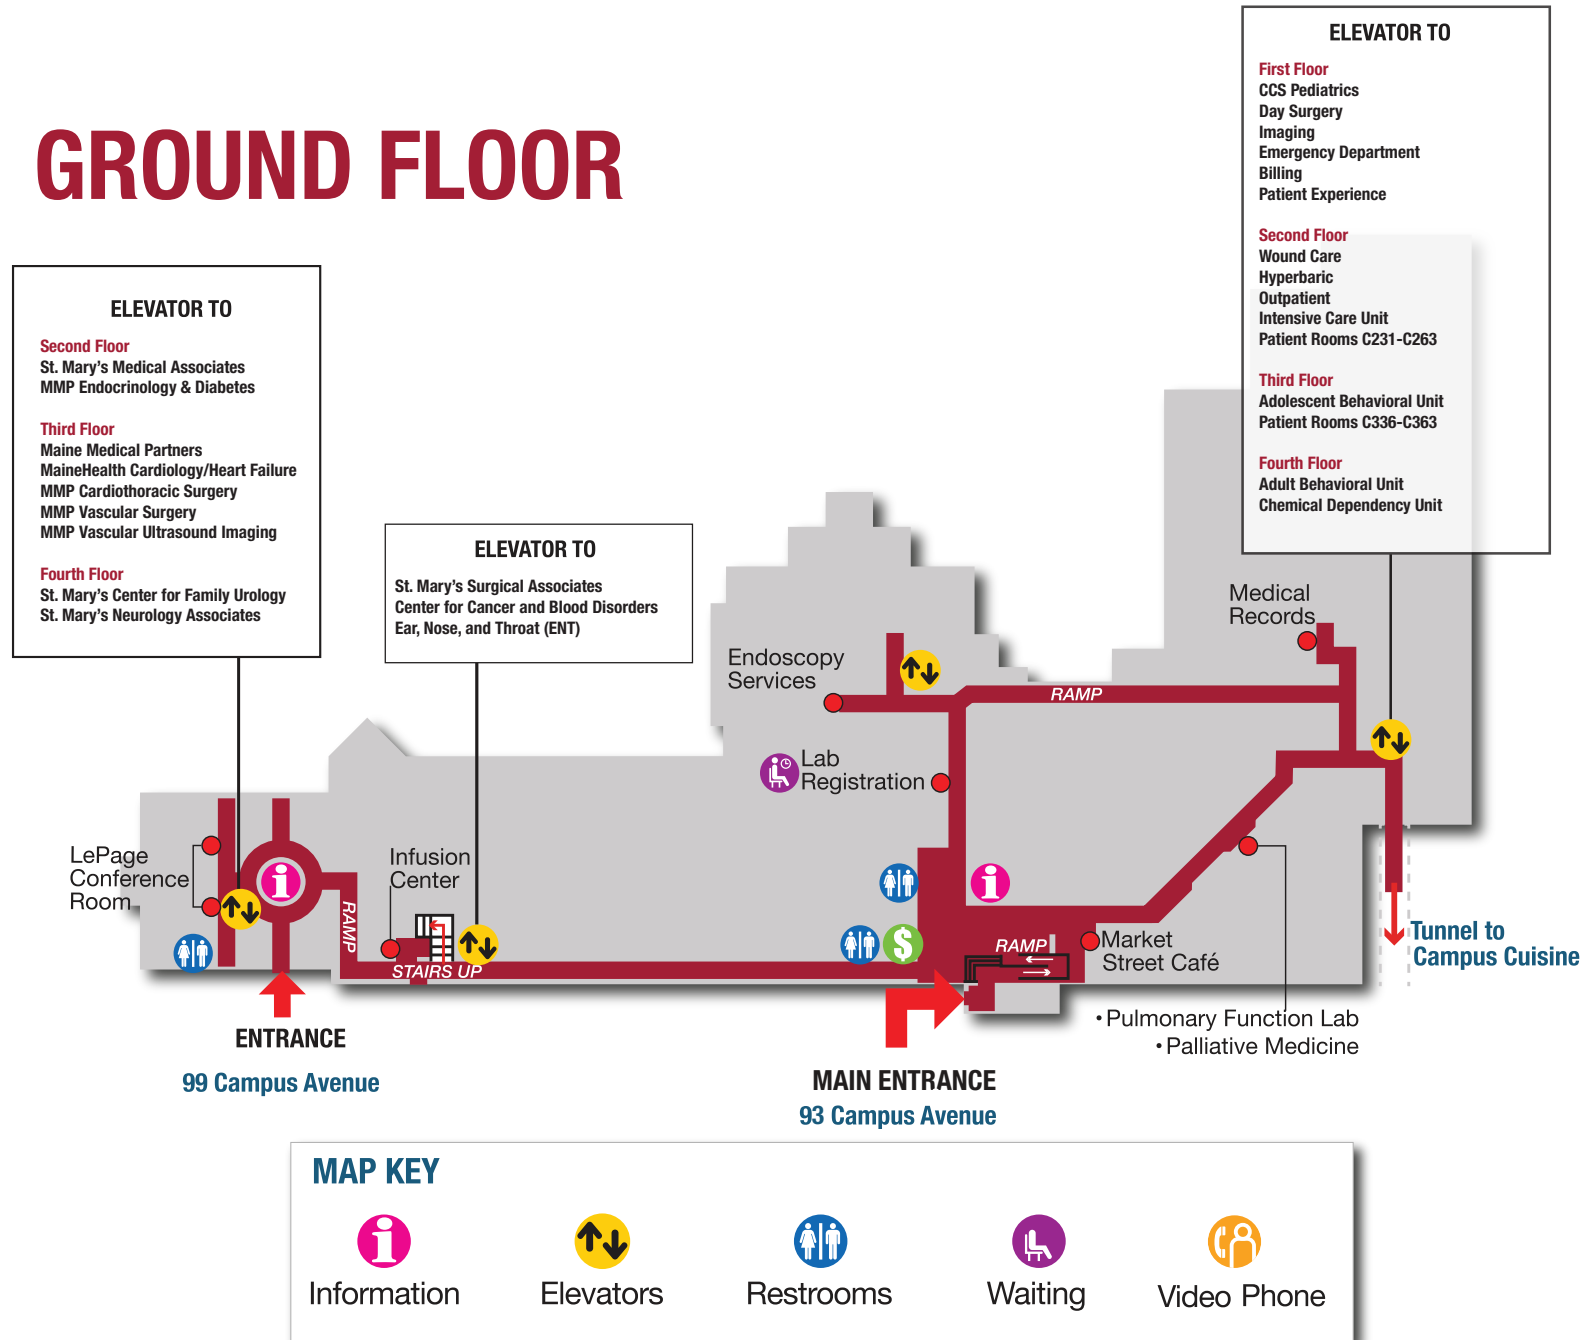 GROUND FLOOR
ELEVATOR TO
First Floor
CCS Pediatrics
Day Surgery
Imaging
Emergency Department
Billing
Patient Experience
Second Floor
Wound Care
Hyperbaric
Outpatient
Intensive Care Unit
Patient Rooms C231-C263
Third Floor
Adolescent Behavioral Unit
Patient Rooms C336-C363
Fourth Floor
Adult Behavioral Unit
Chemical Dependency Unit
ELEVATOR TO
Second Floor
St. Mary's Medical Associates
MMP Endocrinology & Diabetes
Third Floor
Maine Medical Partners
MaineHealth Cardiology/Heart Failure
MMP Cardiothoracic Surgery
MMP Vascular Surgery
MMP Vascular Ultrasound Imaging
Fourth Floor
St. Mary's Center for Family Urology
St. Mary's Neurology Associates
ELEVATOR TO
St. Mary's Surgical Associates
Center for Cancer and Blood Disorders
Ear, Nose, and Throat (ENT)
Medical
Records
Endoscopy
Services
RAMP
Lab
Registration
LePage
Conference
Room
i
RAMP
Infusion
Center
STAIRS UP
i
$
RAMP
Market
Street Café
Tunnel to
Campus Cuisine
• Pulmonary Function Lab
• Palliative Medicine
ENTRANCE
99 Campus Avenue
MAIN ENTRANCE
93 Campus Avenue
MAP KEY
i
Information
Elevators
Restrooms
Waiting
Video Phone